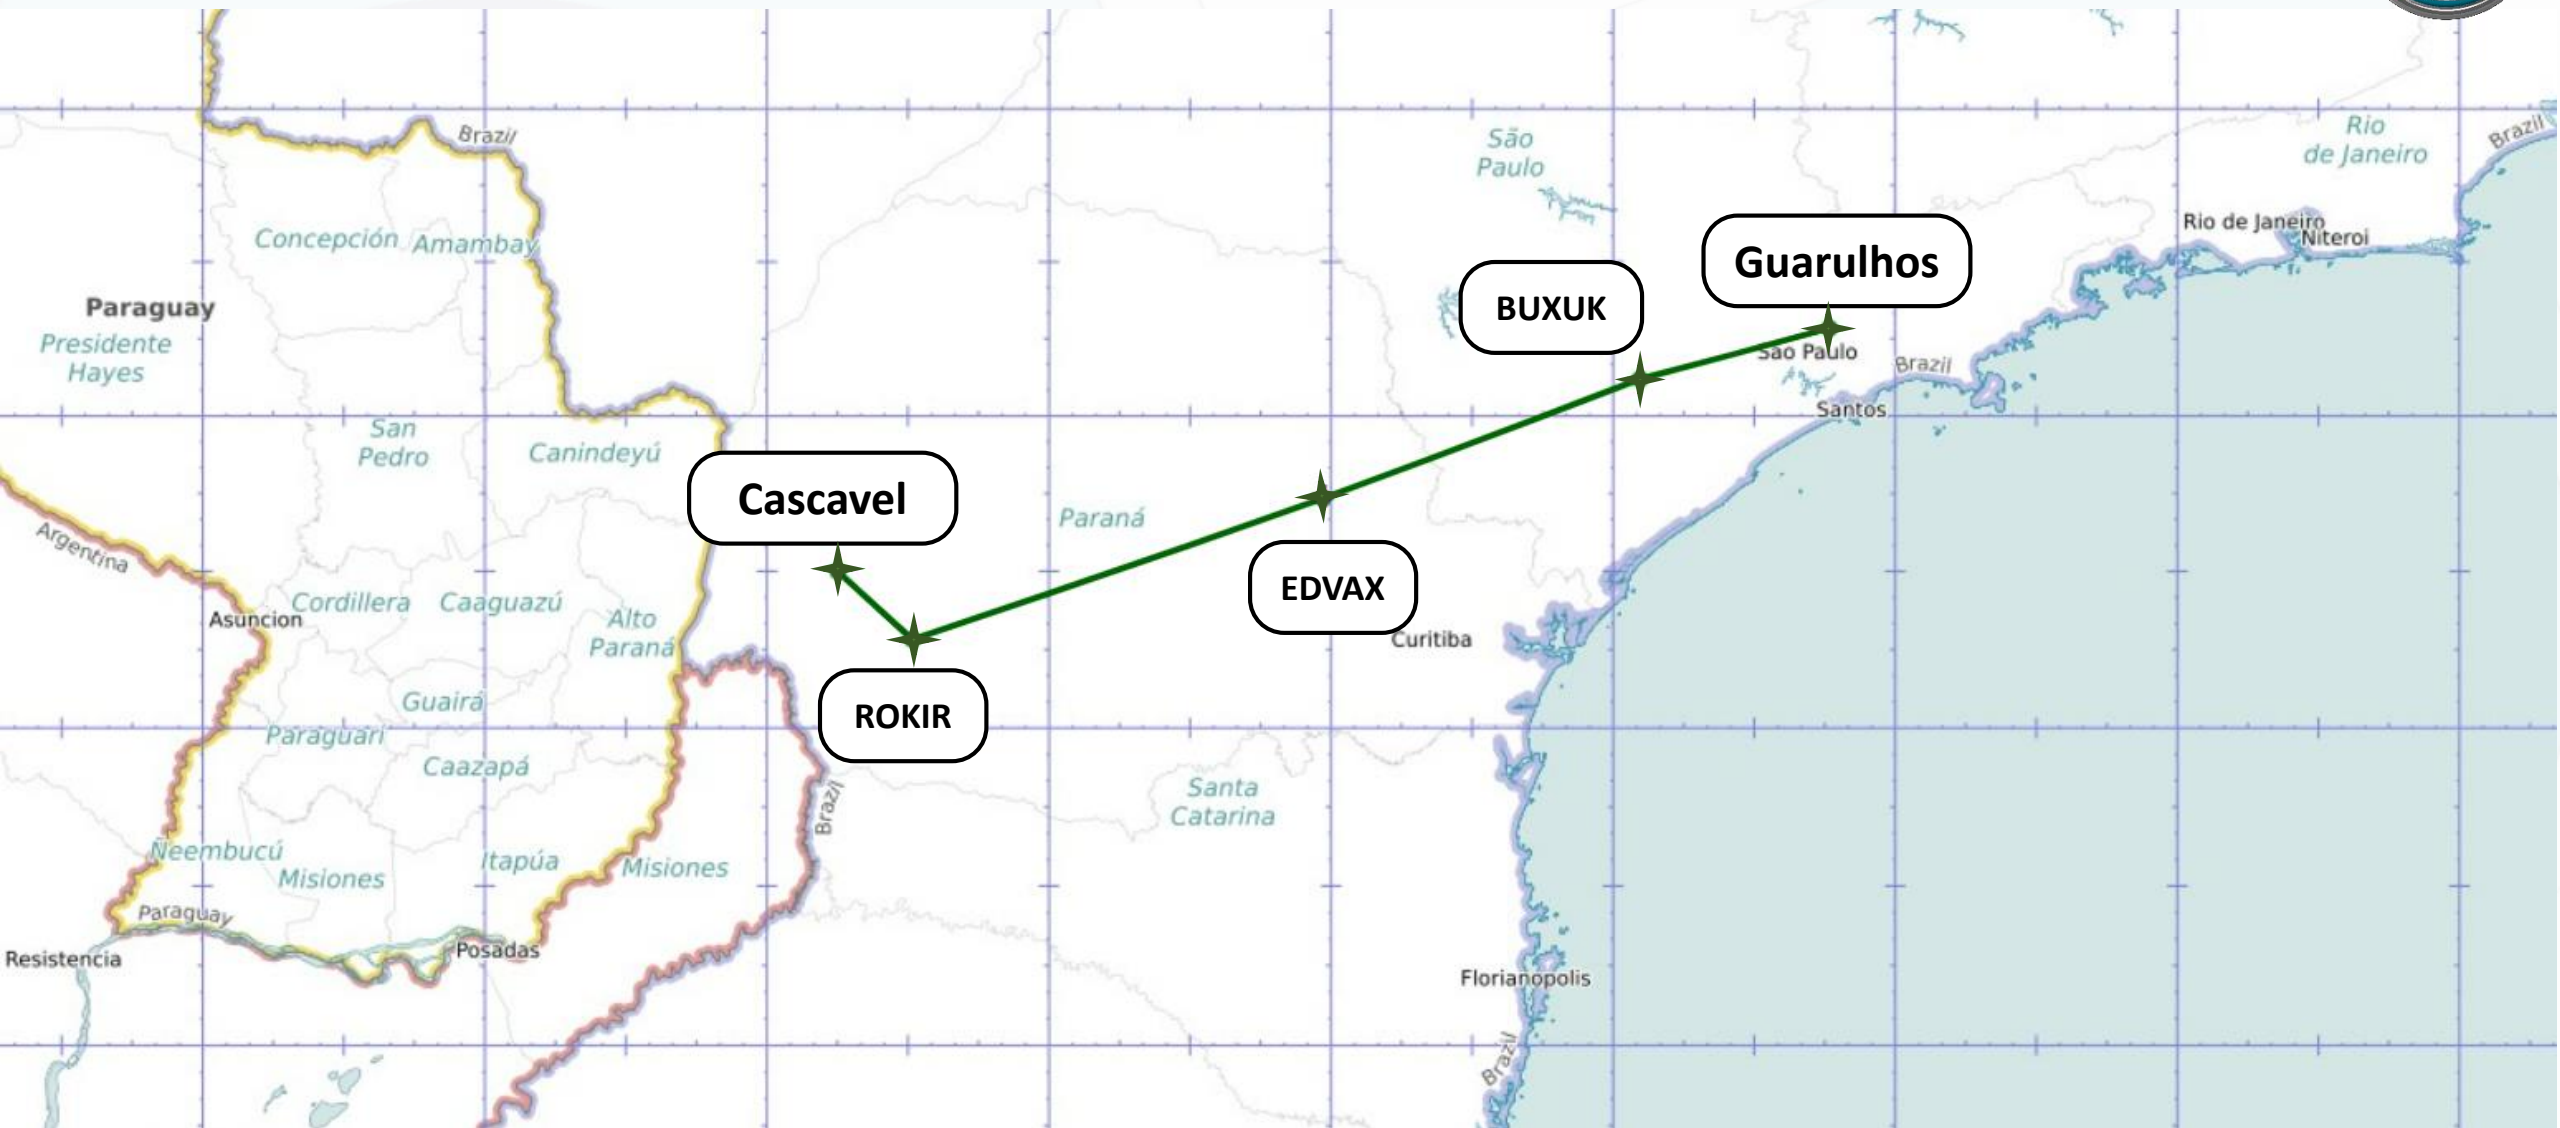 Brazil
Brazil
Rio
de Janeiro
São
Paulo
Rio de Janeiro
Niteroi
Concepción
Amambay
Guarulhos
BUXUK
Paraguay
Presidente
Hayes
São Paulo
Brazil
Santos
San
Pedro
Canindeyú
Cascavel
Paraná
Argentina
EDVAX
Cordillera
Caaguazú
Asuncion
Alto
Paraná
Curitiba
Guairá
ROKIR
Paraguarí
Caazapá
Santa
Catarina
Brazil
Ñeembucú
Misiones
Itapúa
Misiones
Paraguay
Posadas
Resistencia
Florianopolis
Brazil